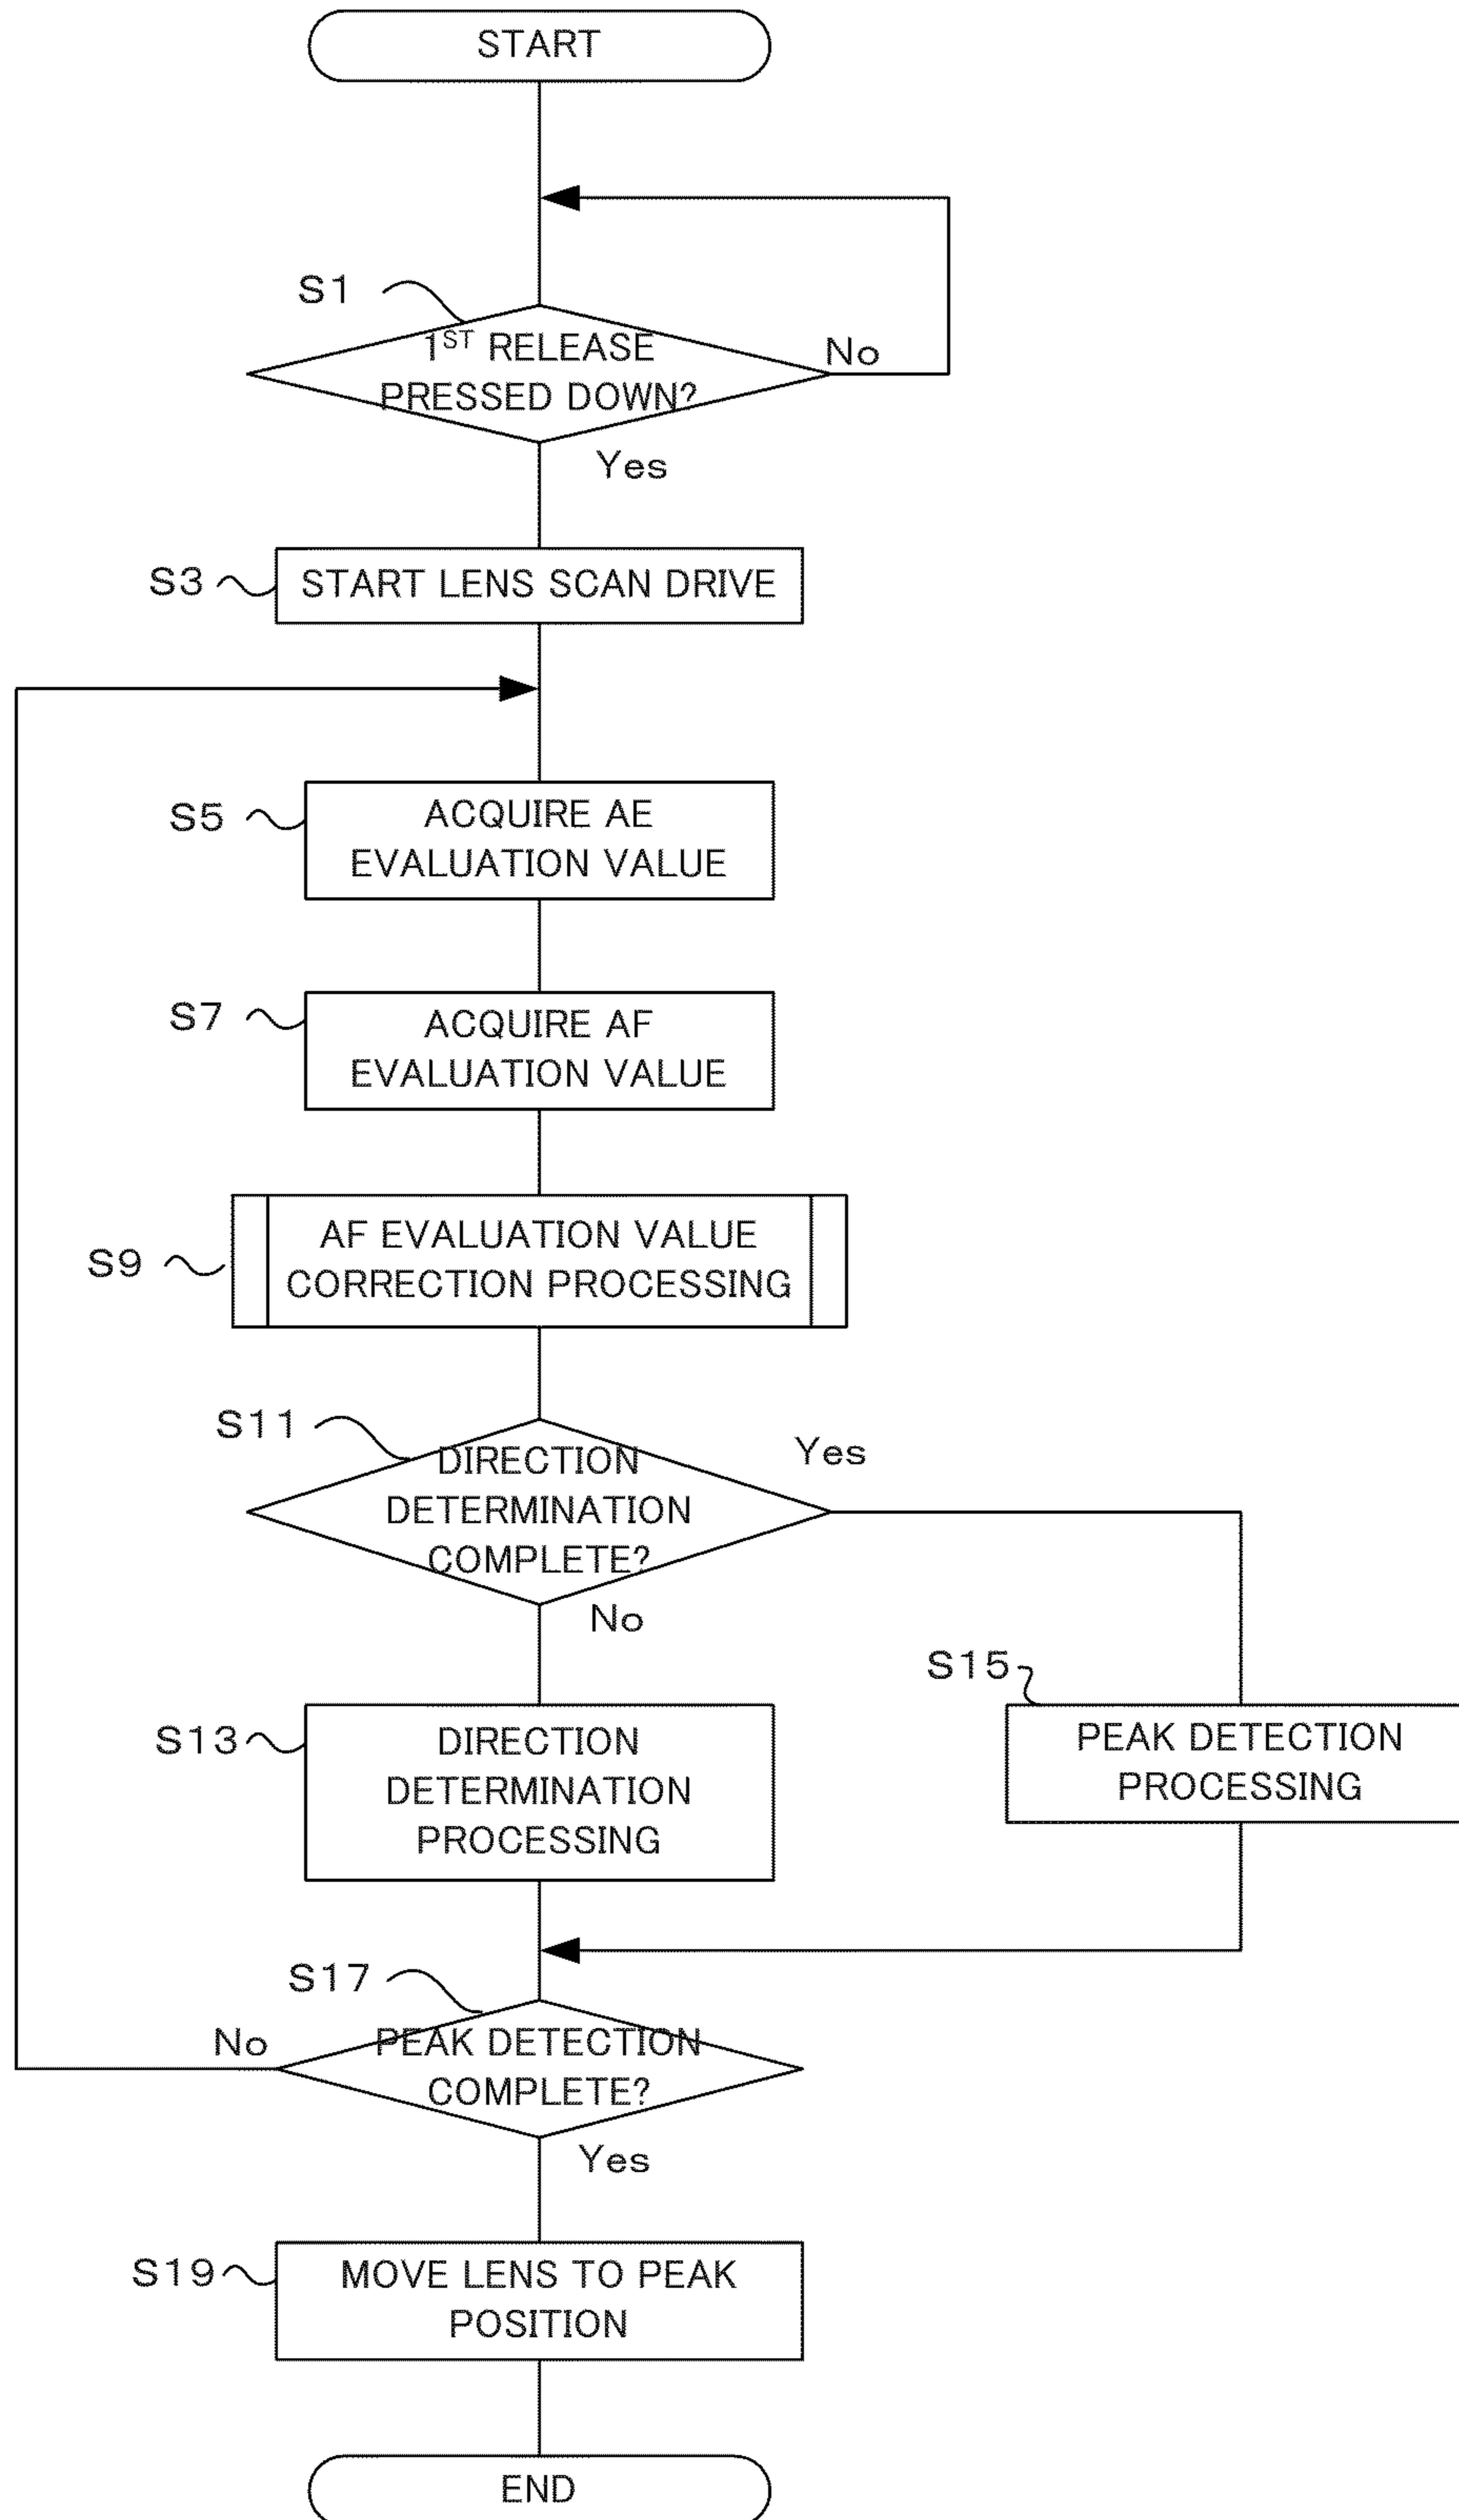 START
S1
1ST RELEASE
PRESSED DOWN?
No
Yes
S3
START LENS SCAN DRIVE
S5
ACQUIRE AE
EVALUATION VALUE
S7
ACQUIRE AF
EVALUATION VALUE
S9
AF EVALUATION VALUE
CORRECTION PROCESSING
S11
DIRECTION
DETERMINATION
COMPLETE?
Yes
No
S13
DIRECTION
DETERMINATION
PROCESSING
S15
PEAK DETECTION
PROCESSING
S17
PEAK DETECTION
COMPLETE?
No
Yes
S19
MOVE LENS TO PEAK
POSITION
END